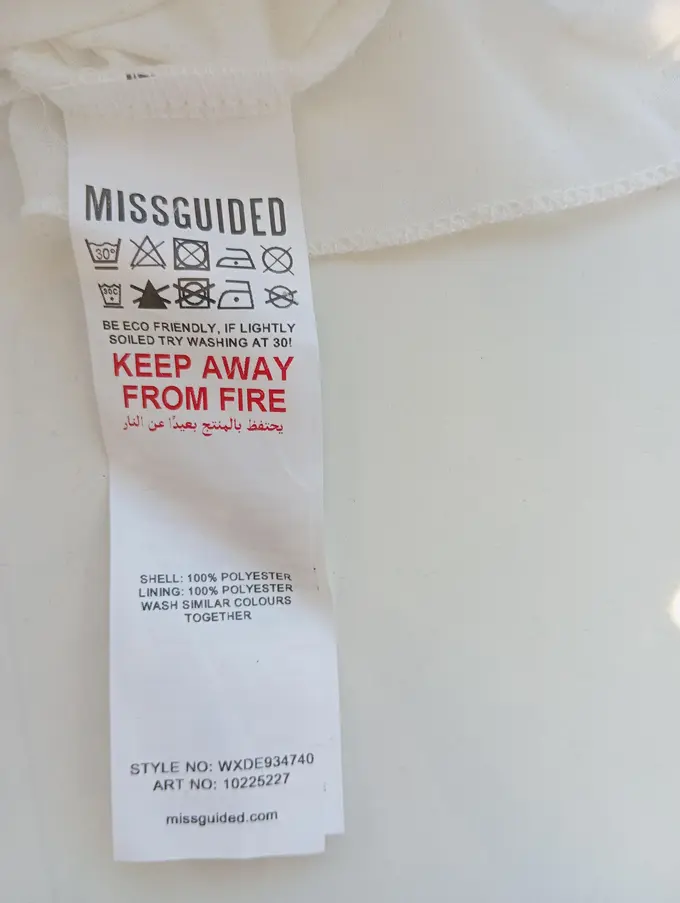 MISSGUIDED
30°
30C
BE ECO FRIENDLY, IF LIGHTLY
SOILED TRY WASHING AT 30!
KEEP AWAY
FROM FIRE
يحتفظ بالمنتج بعيدًا عن النار
SHELL: 100% POLYESTER
LINING: 100% POLYESTER
WASH SIMILAR COLOURS
TOGETHER
STYLE NO: WXDE934740
ART NO: 10225227
missguided.com